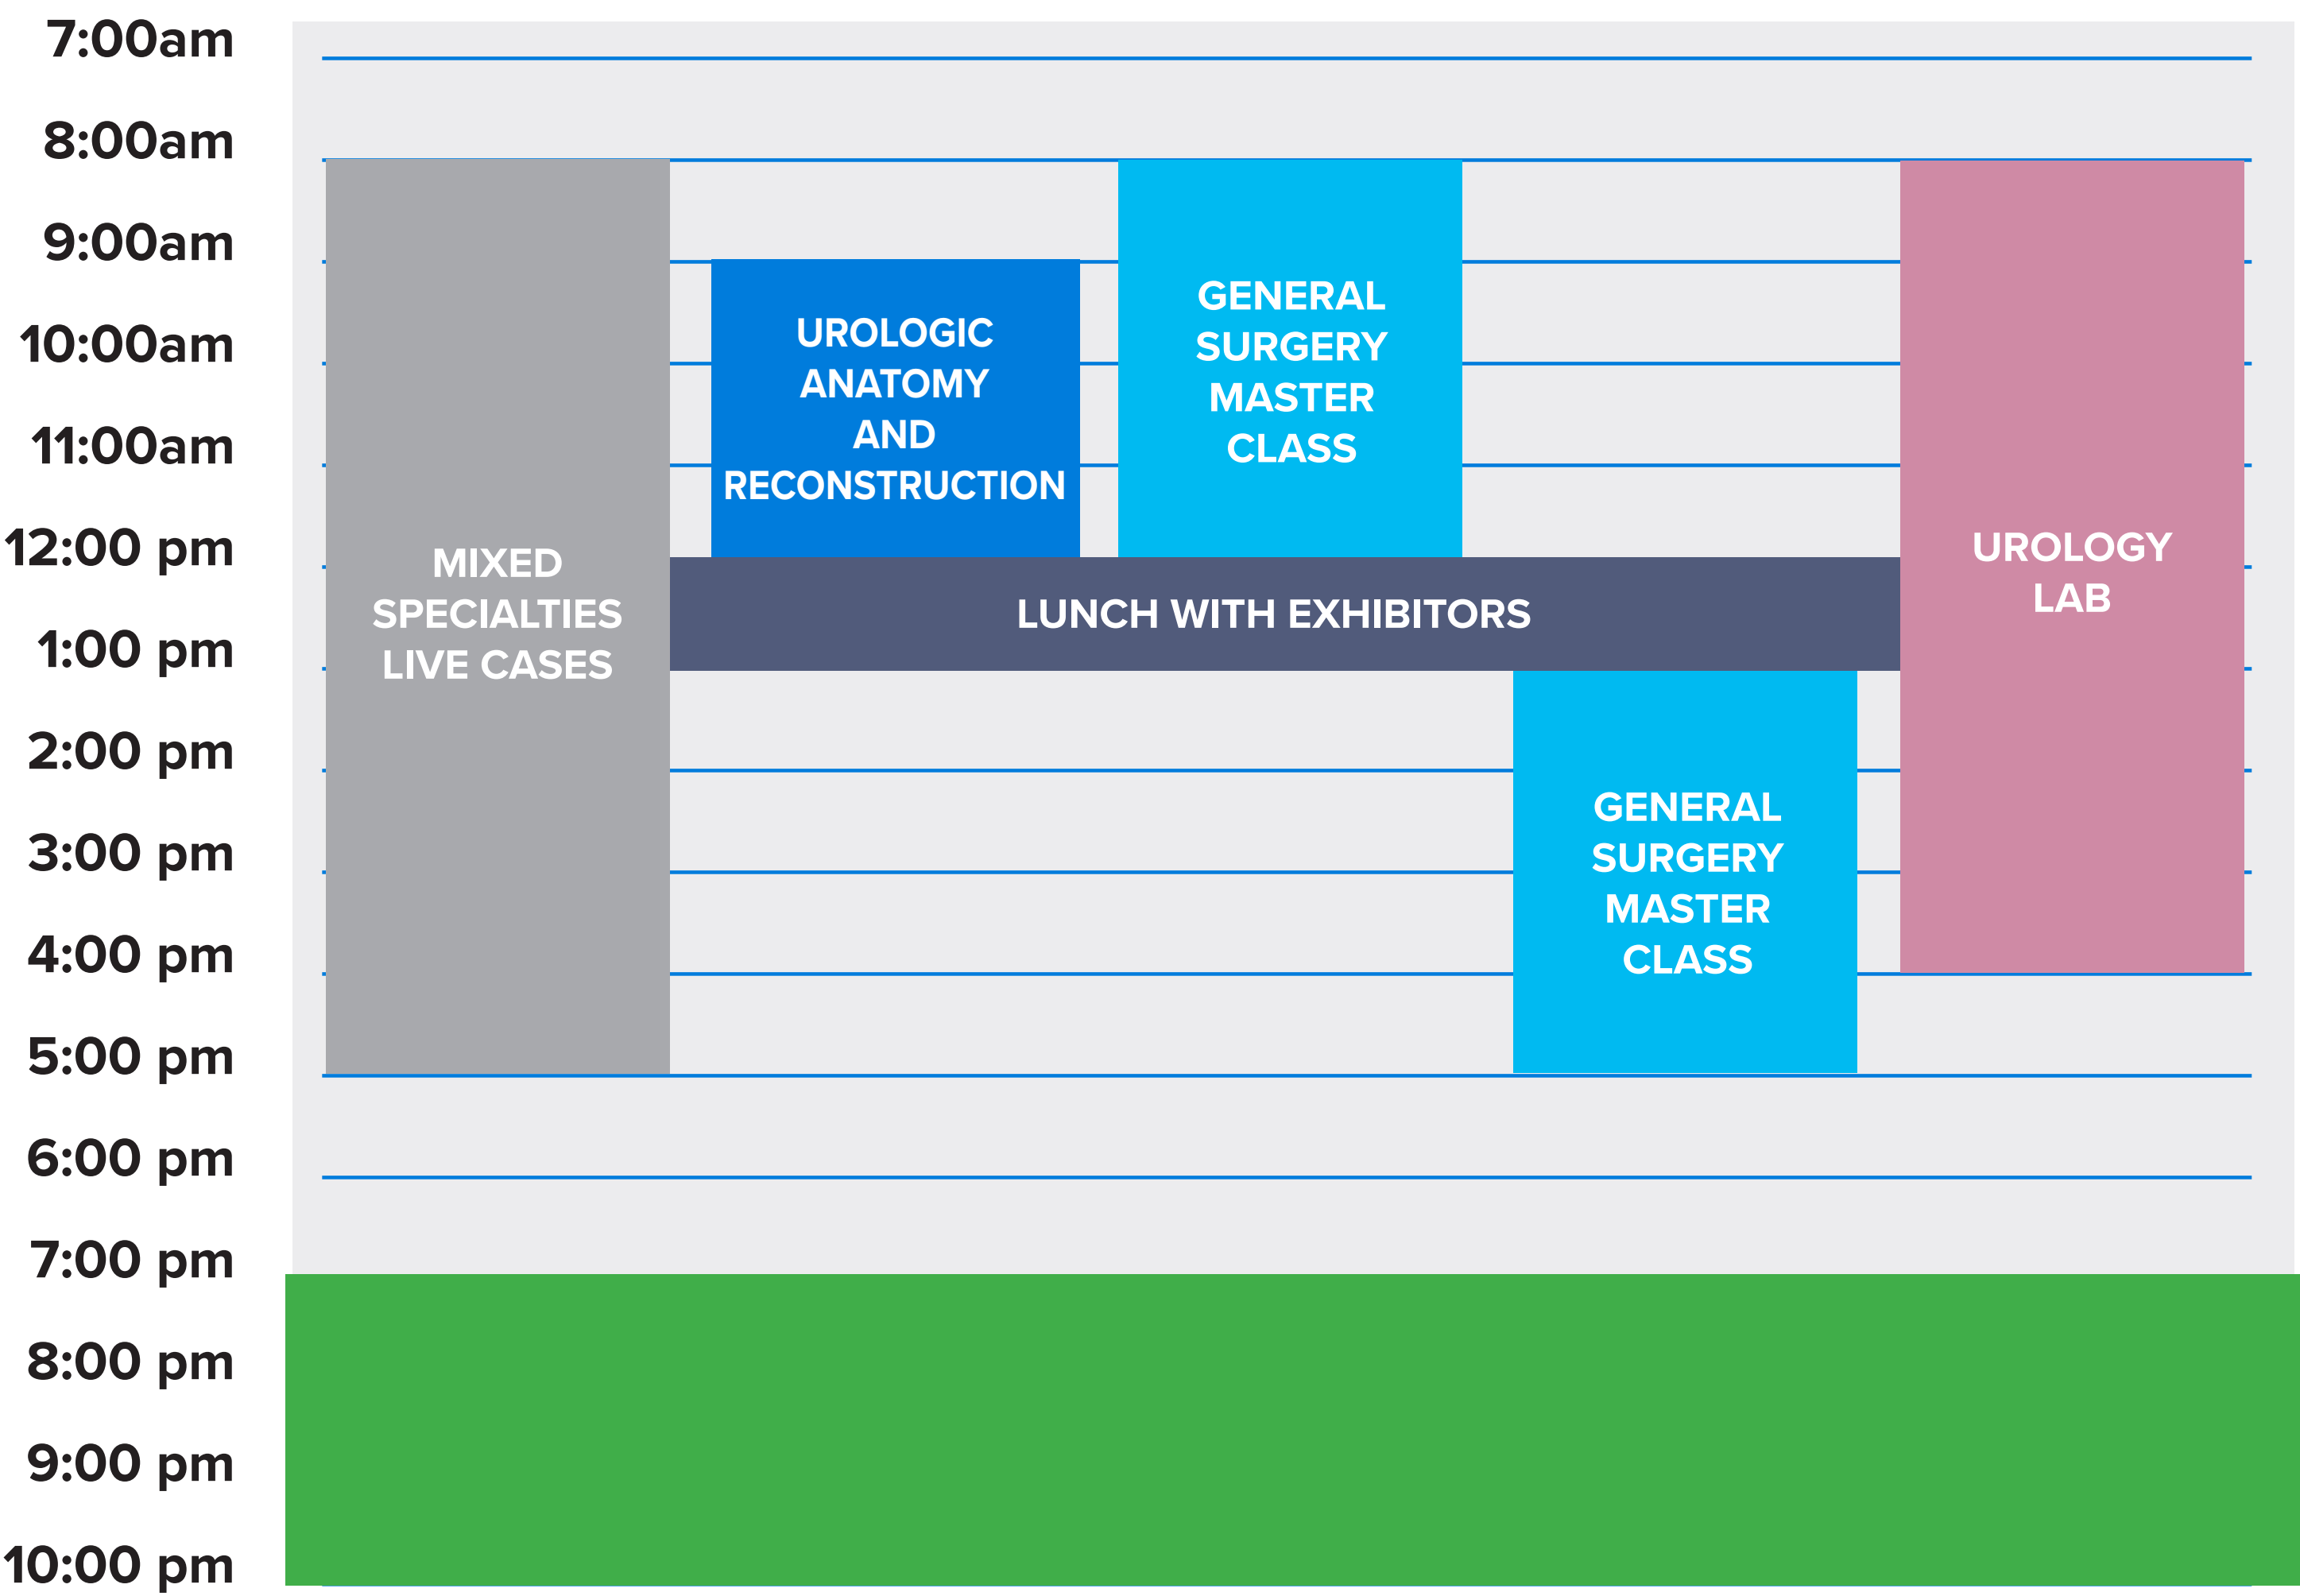 7:00am
8:00am
9:00am
10:00am
11:00am
12:00 pm
1:00 pm
2:00 pm
3:00 pm
4:00 pm
5:00 pm
6:00 pm
7:00 pm
8:00 pm
9:00 pm
10:00 pm
MIXED
SPECIALTIES
LIVE CASES
UROLOGIC
ANATOMY
AND
RECONSTRUCTION
GENERAL
SURGERY
MASTER
CLASS
LUNCH WITH EXHIBITORS
GENERAL
SURGERY
MASTER
CLASS
UROLOGY
LAB